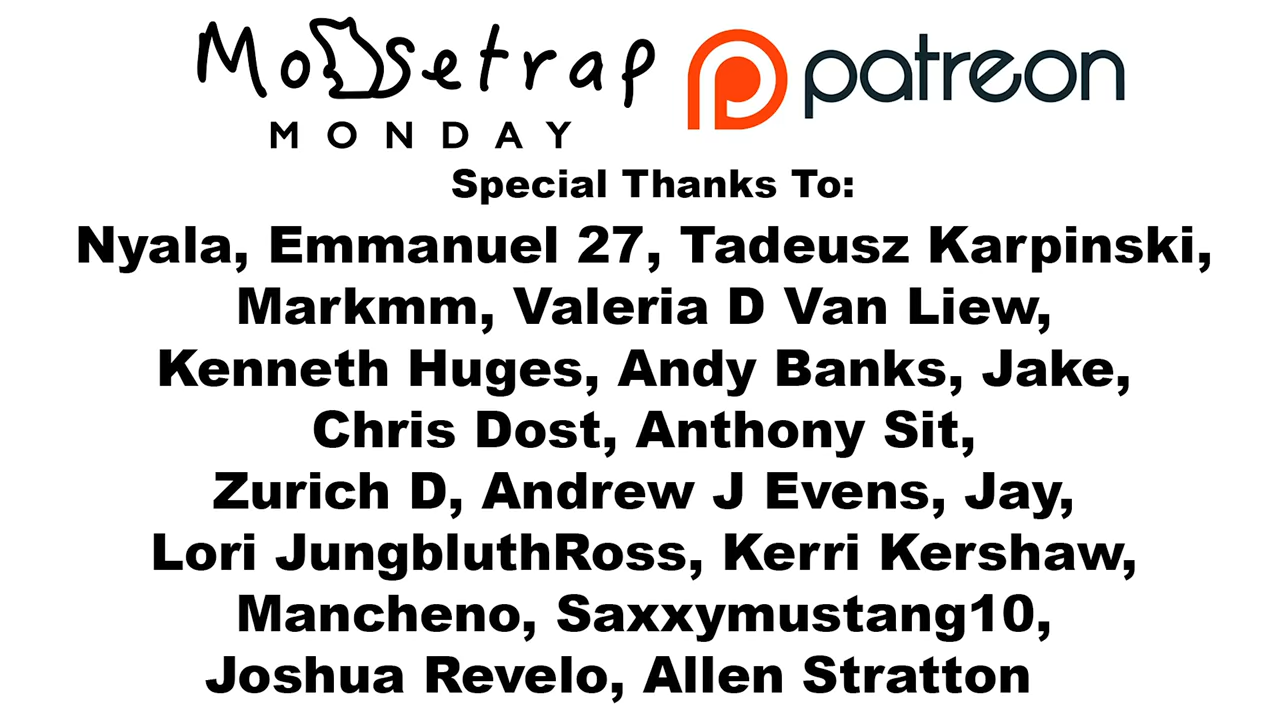 Mousetrap patreon
MONDAY
Special Thanks To:
Nyala, Emmanuel 27, Tadeusz Karpinski,
Markmm, Valeria D Van Liew,
Kenneth Huges, Andy Banks, Jake,
Chris Dost, Anthony Sit,
Zurich D, Andrew J Evens, Jay,
Lori JungbluthRoss, Kerri Kershaw,
Mancheno, Saxxymustang10,
Joshua Revelo, Allen Stratton